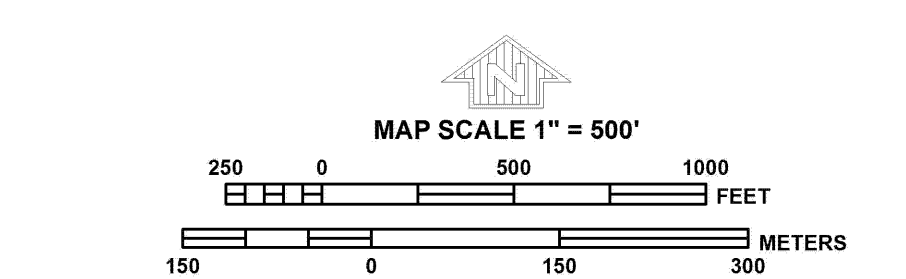 N
MAP SCALE 1" = 500'
250 0 500 1000
FEET
METERS
150 0 150 300